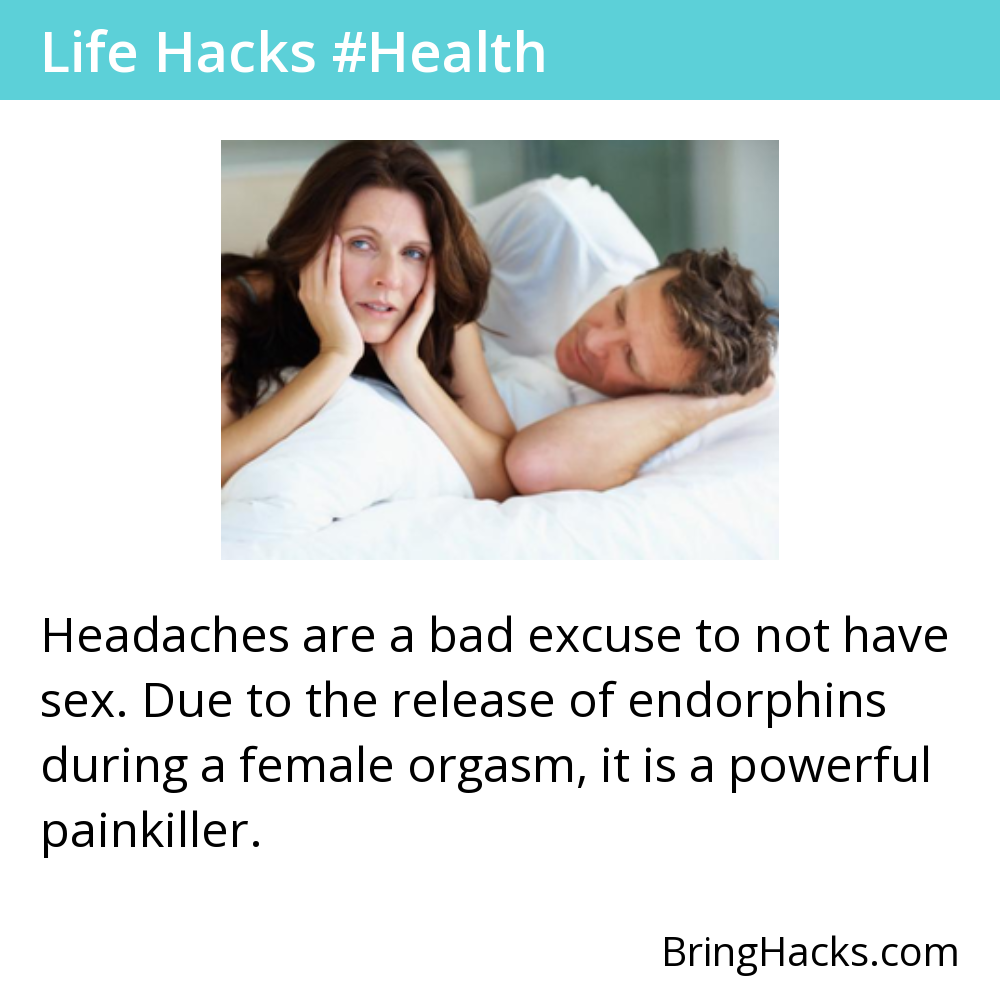 Life Hacks #Health
Headaches are a bad excuse to not have
sex. Due to the release of endorphins
during a female orgasm, it is a powerful
painkiller.
BringHacks.com